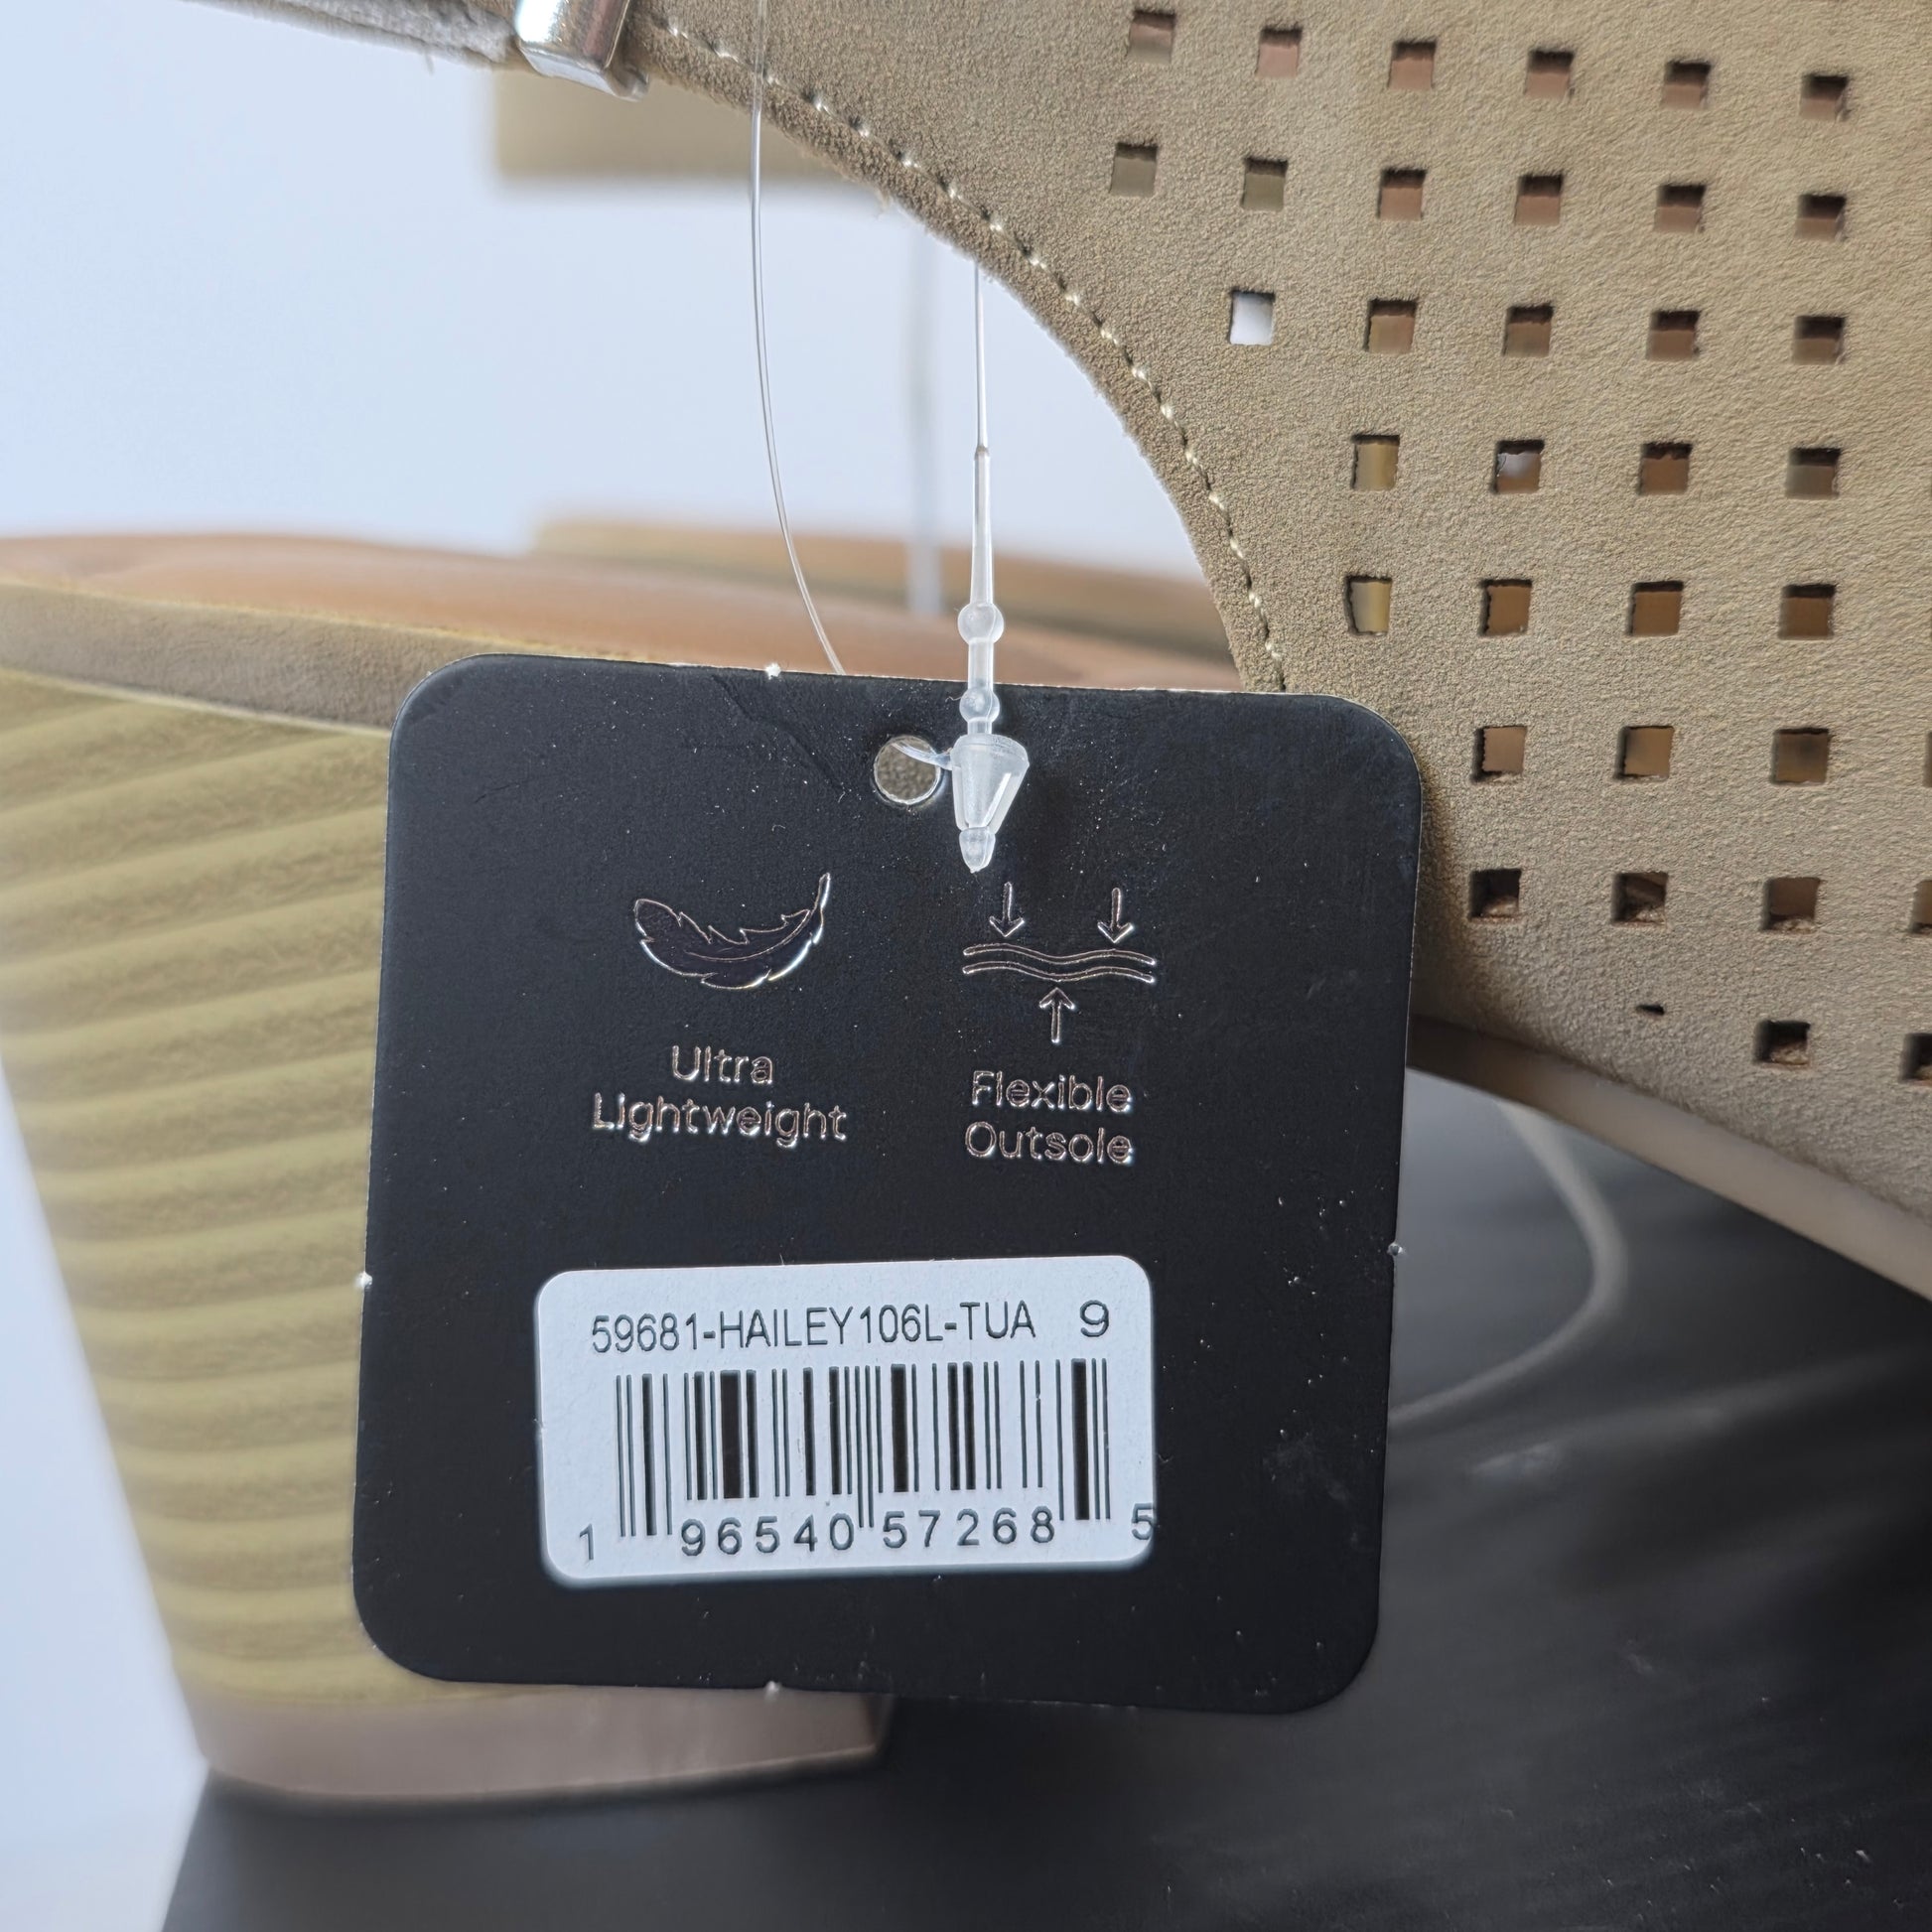 Ultra
Lightweight
Flexible
Outsole
59681-HAILEY106L-TUA 9
1 96540 57268 5